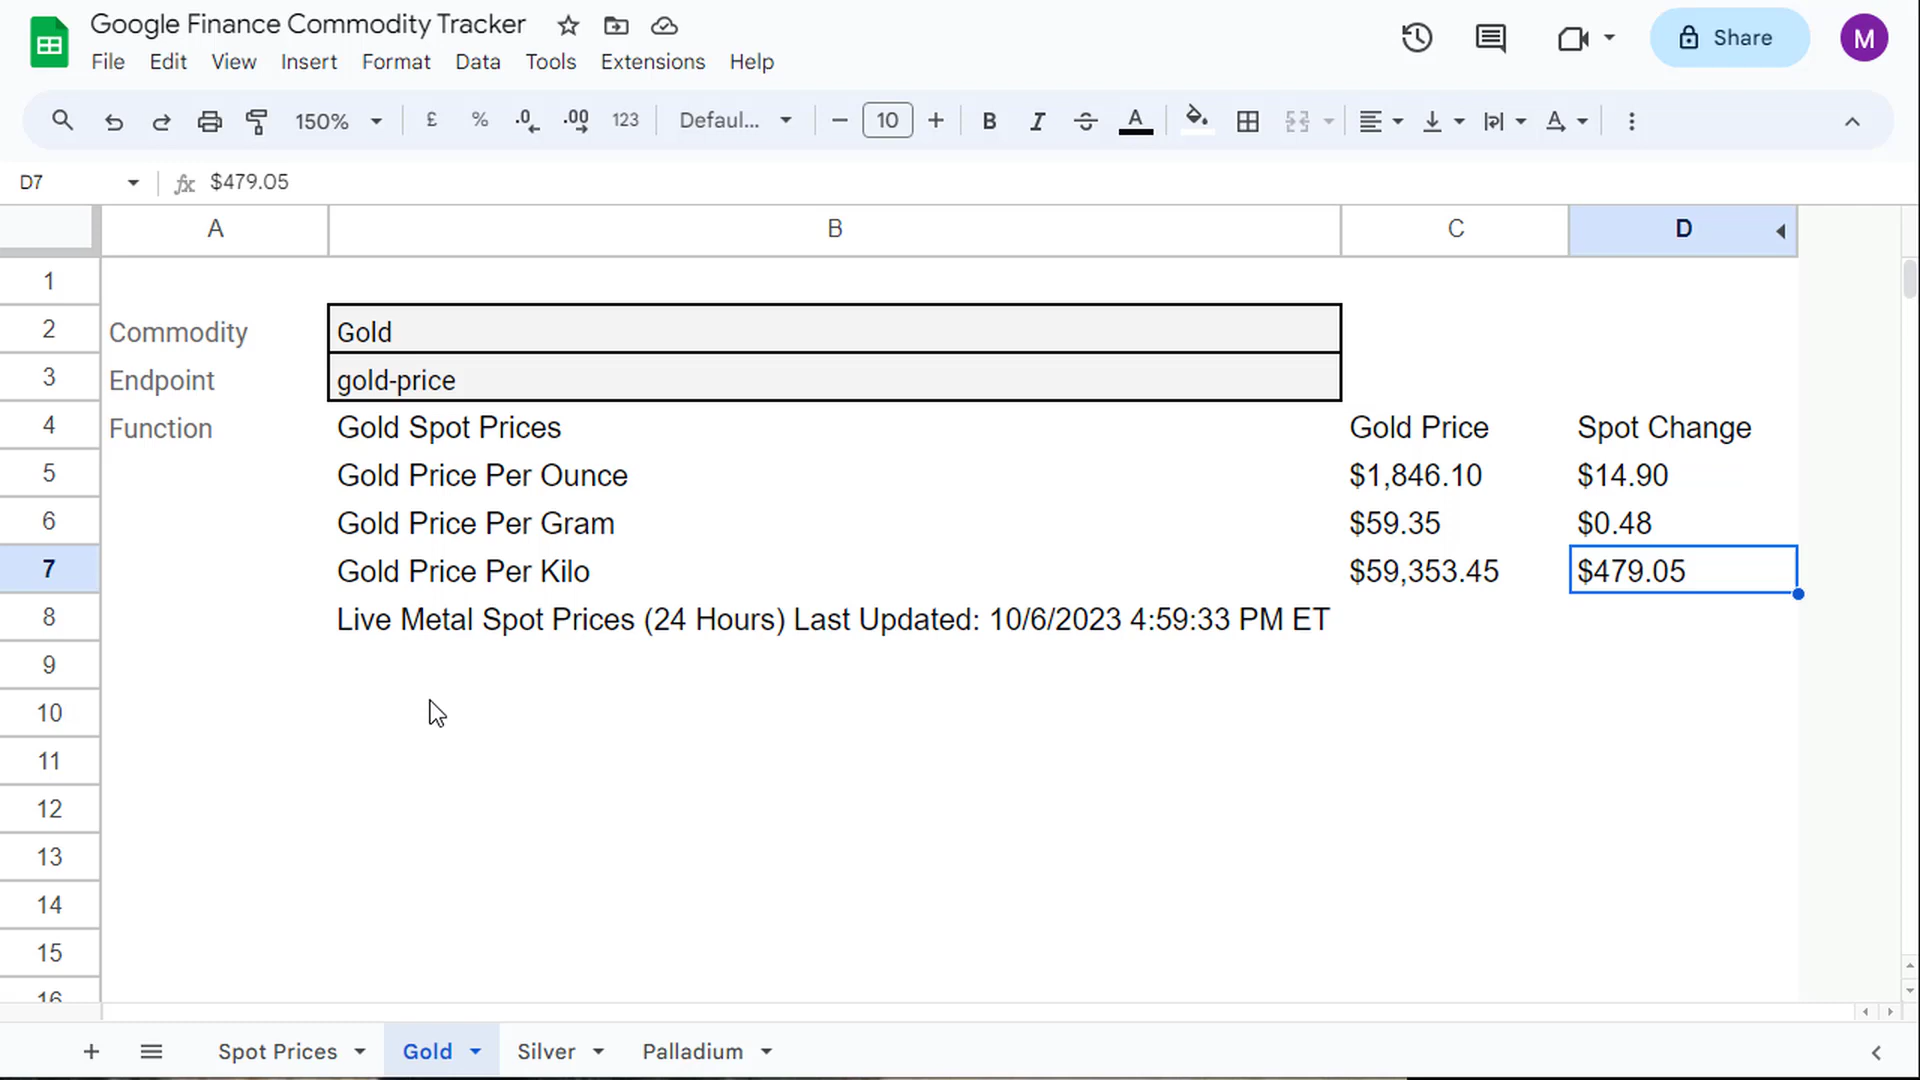 Google Finance Commodity Tracker
File Edit View Insert Format Data Tools Extensions Help
Share
M
150% £ % .0 .00 123 Defaul... 10 B I S A A
D7 fx $479.05
A B C D
1
2 Commodity Gold
3 Endpoint gold-price
4 Function Gold Spot Prices Gold Price Spot Change
5 Gold Price Per Ounce $1,846.10 $14.90
6 Gold Price Per Gram $59.35 $0.48
7 Gold Price Per Kilo $59,353.45 $479.05
8 Live Metal Spot Prices (24 Hours) Last Updated: 10/6/2023 4:59:33 PM ET
9
10
11
12
13
14
15
16
Spot Prices Gold Silver Palladium